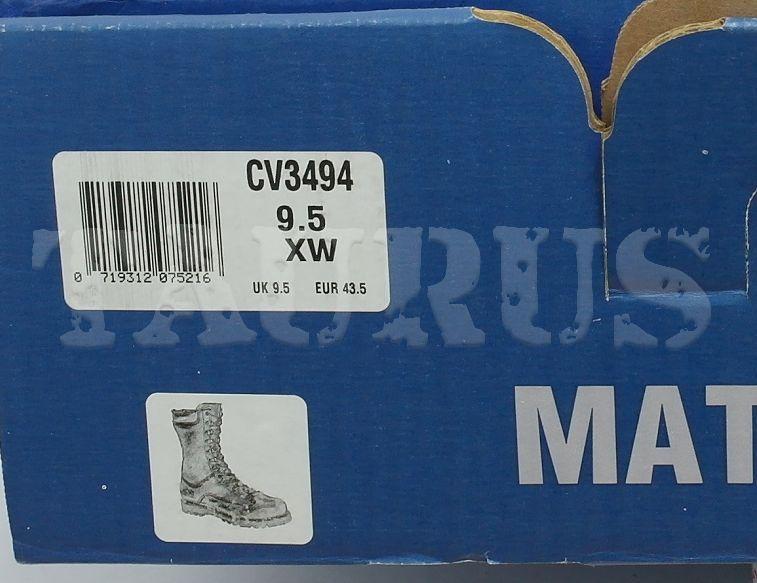 CV3494
9.5
XW
0 719312 075216
UK 9.5 EUR 43.5
TAURUS
MAT